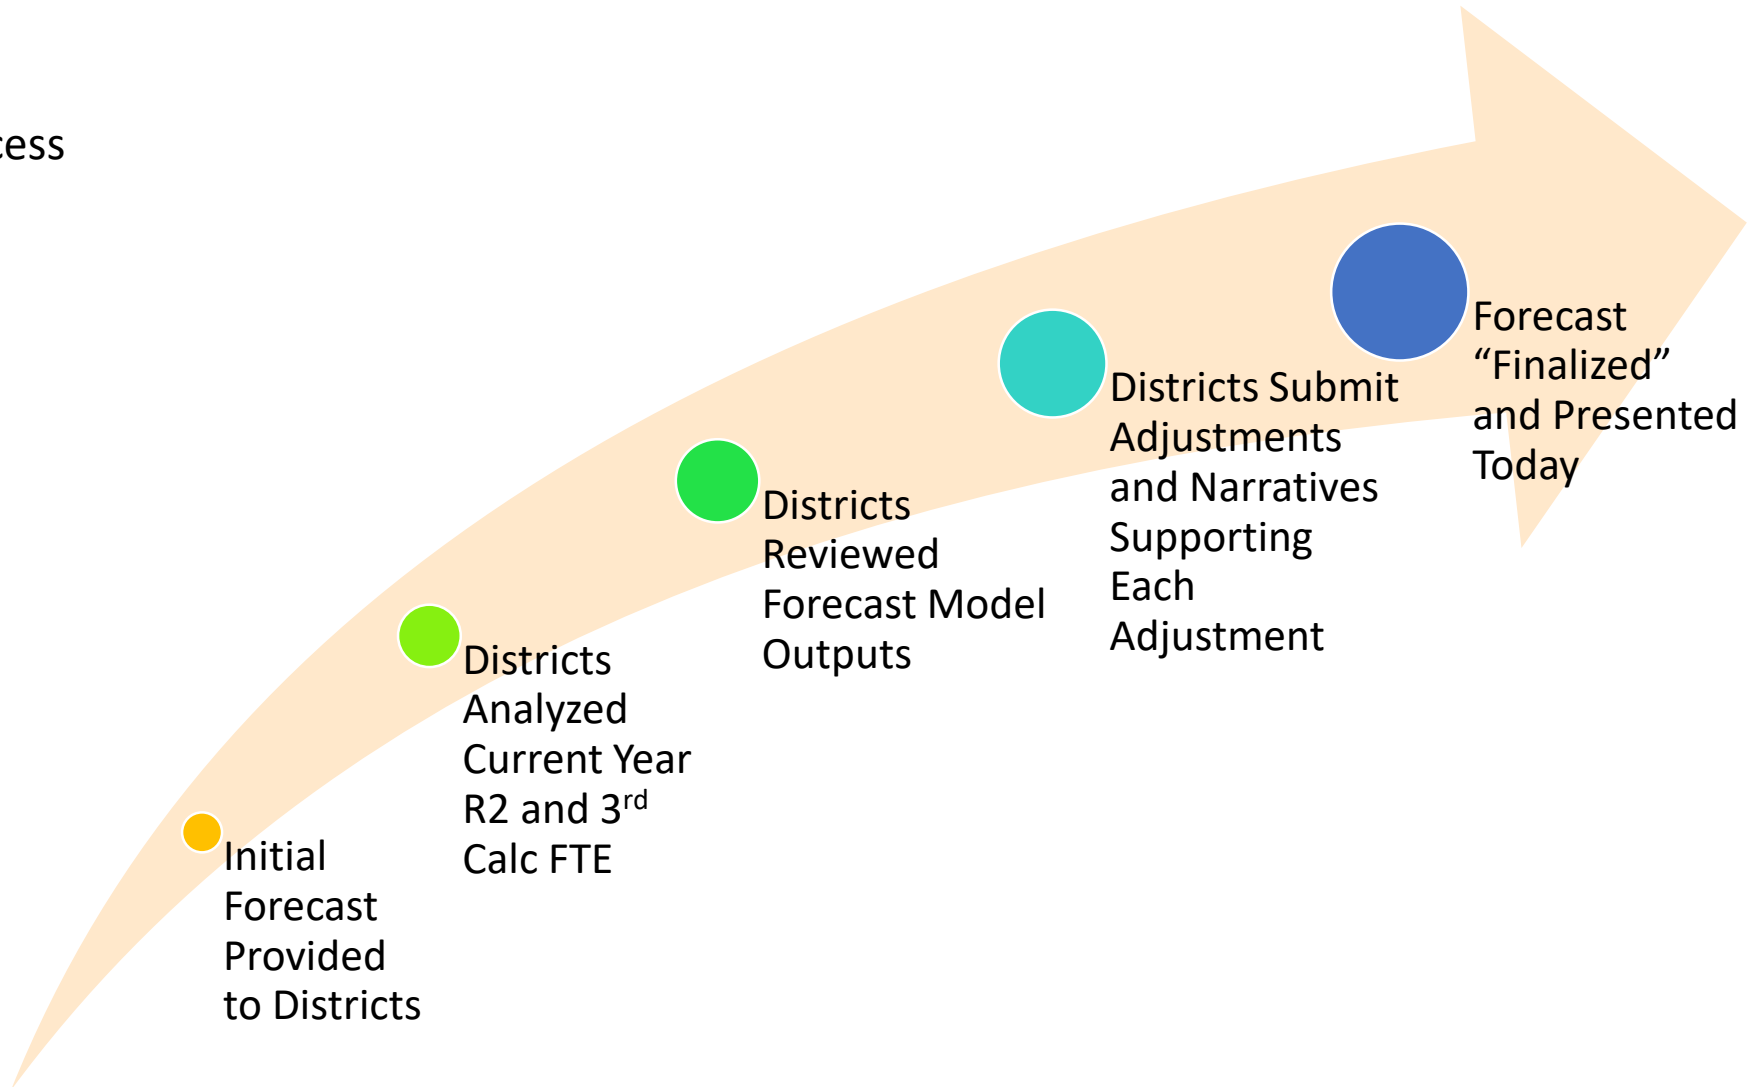 Initial
Forecast
Provided
to Districts
Districts
Analyzed
Current Year
R2 and 3rd
Calc FTE
Districts
Reviewed
Forecast Model
Outputs
Districts Submit
Adjustments
and Narratives
Supporting
Each
Adjustment
Forecast
“Finalized”
and Presented
Today